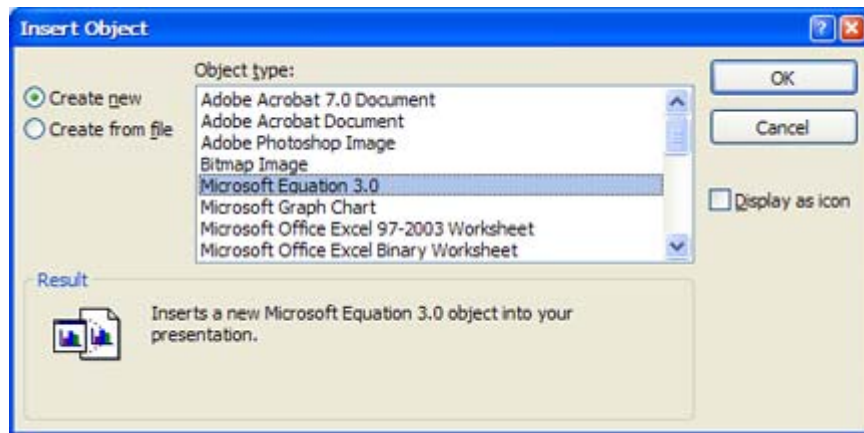 Insert Object
Object type:
Create new
Create from file
Adobe Acrobat 7.0 Document
Adobe Acrobat Document
Adobe Photoshop Image
Bitmap Image
Microsoft Equation 3.0
Microsoft Graph Chart
Microsoft Office Excel 97-2003 Worksheet
Microsoft Office Excel Binary Worksheet
OK
Cancel
Display as icon
Result
Inserts a new Microsoft Equation 3.0 object into your
presentation.